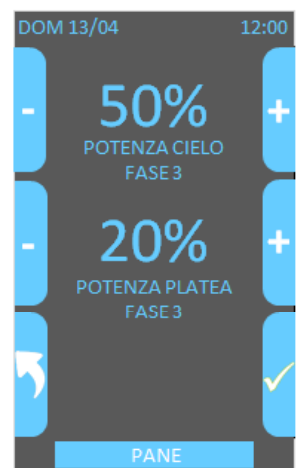 DOM 13/04 12:00
- 50% +
POTENZA CIELO
FASE 3
- 20% +
POTENZA PLATEA
FASE 3
PANE